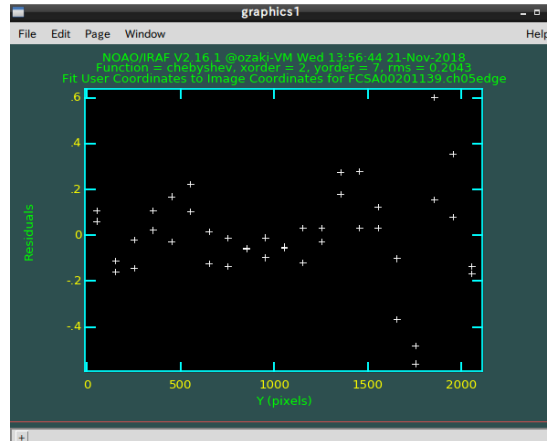 graphics1
File Edit Page Window Help
NOAO/IRAF V2.16.1 @ozaki-VM Wed 13:56:44 21-Nov-2018
Function = chebyshev, xorder = 2, yorder = 7, rms = 0.2043
Fit User Coordinates to Image Coordinates for FCSA00201139.ch05edge
.6
.4
.2
0
-.2
-.4
Residuals
0 500 1000 1500 2000
Y (pixels)